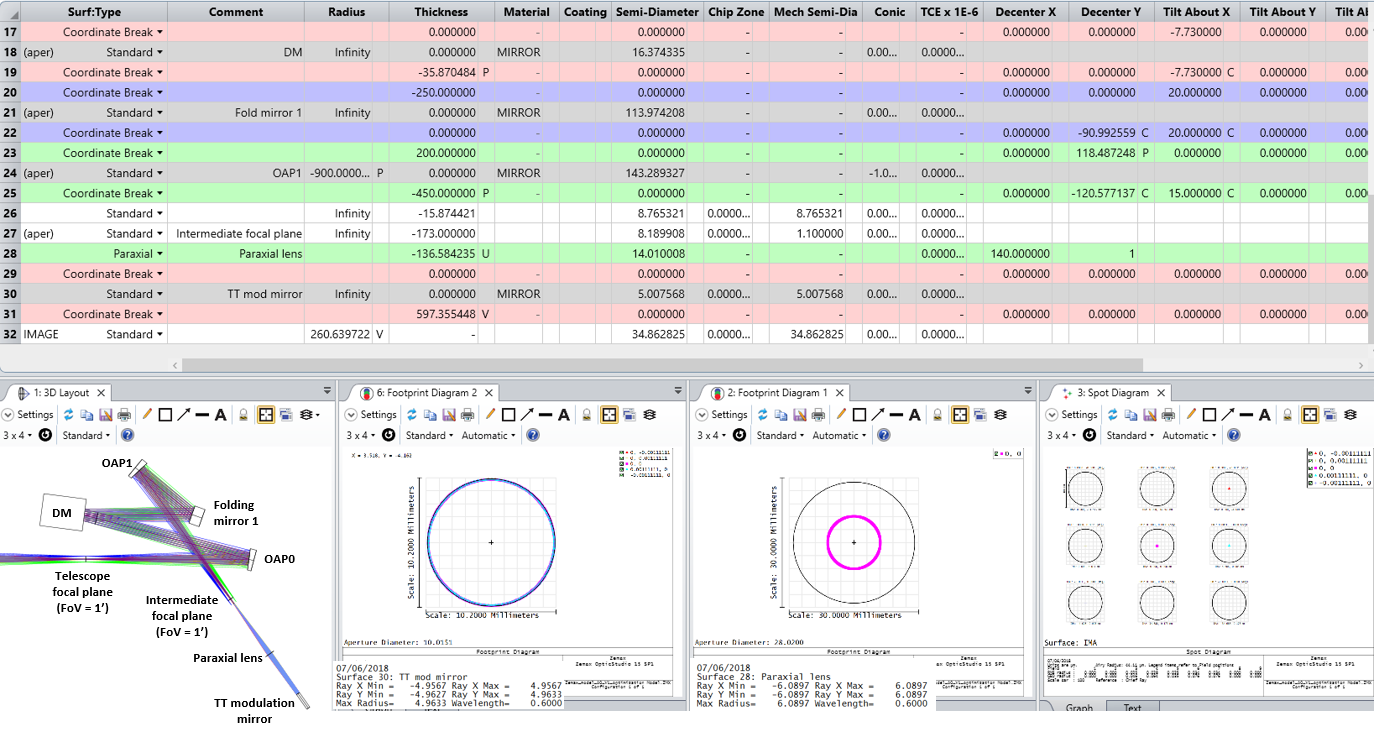 Surf:Type Comment Radius Thickness Material Coating Semi-Diameter Chip Zone Mech Semi-Dia Conic TCE x 1E-6 Decenter X Decenter Y Tilt About X Tilt About Y Tilt Al
17 Coordinate Break 0.000000 - 0.000000 - - - 0.000000 0.000000 -7.730000 0.000000 0.00
18 (aper) Standard DM Infinity 0.000000 MIRROR 16.374335 - - 0.00... 0.0000...
19 Coordinate Break -35.870484 P - 0.000000 - - - 0.000000 0.000000 -7.730000 C 0.000000 0.00
20 Coordinate Break -250.000000 - 0.000000 - - - 0.000000 0.000000 20.000000 0.000000 0.00
21 (aper) Standard Fold mirror 1 Infinity 0.000000 MIRROR 113.974208 - - 0.00... 0.0000...
22 Coordinate Break 0.000000 - 0.000000 - - - 0.000000 -90.992559 C 20.000000 C 0.000000 0.00
23 Coordinate Break 200.000000 - 0.000000 - - - 0.000000 118.487248 P 0.000000 0.000000 0.00
24 (aper) Standard OAP1 -900.0000... P 0.000000 MIRROR 143.289327 - - -1.0... 0.0000...
25 Coordinate Break -450.000000 P - 0.000000 - - - 0.000000 -120.577137 C 15.000000 C 0.000000 0.00
26 Standard Infinity -15.874421 8.765321 0.0000... 8.765321 0.00... 0.0000...
27 (aper) Standard Intermediate focal plane Infinity -173.000000 8.189908 0.0000... 1.100000 0.00... 0.0000...
28 Paraxial Paraxial lens -136.584235 U 14.010008 - - 0.0000... 140.000000 1
29 Coordinate Break 0.000000 - 0.000000 - - - 0.000000 0.000000 0.000000 0.000000 0.00
30 Standard TT mod mirror Infinity 0.000000 MIRROR 5.007568 0.0000... 5.007568 0.00... 0.0000...
31 Coordinate Break 597.355448 V - 0.000000 - - - 0.000000 0.000000 0.000000 0.000000 0.00
32 IMAGE Standard 260.639722 V - 34.862825 0.0000... 34.862825 0.00... 0.0000...
1: 3D Layout
Settings
3 x 4 Standard
OAP1
DM
Folding
mirror 1
OAP0
Telescope
focal plane
(FoV = 1’)
Intermediate
focal plane
(FoV = 1’)
Paraxial lens
TT modulation
mirror
6: Footprint Diagram 2
Settings
3 x 4 Standard Automatic
Scale: 10.2000 Millimeters
Scale: 10.2000 Millimeters
Aperture Diameter: 10.0151
Footprint Diagram
07/06/2018
Surface 30: TT mod mirror
Ray X Min = -4.9567 Ray X Max = 4.9567
Ray Y Min = -4.9627 Ray Y Max = 4.9633
Max Radius= 4.9633 Wavelength= 0.6000
Zemax
Zemax OpticStudio 15 SP1
Configuration 1 of 1
2: Footprint Diagram 1
Settings
3 x 4 Standard Automatic
0, 0
Scale: 30.0000 Millimeters
Scale: 30.0000 Millimeters
Aperture Diameter: 28.0200
Footprint Diagram
07/06/2018
Surface 28: Paraxial lens
Ray X Min = -6.0897 Ray X Max = 6.0897
Ray Y Min = -6.0897 Ray Y Max = 6.0897
Max Radius= 6.0897 Wavelength= 0.6000
Zemax
Zemax OpticStudio 15 SP1
Configuration 1 of 1
3: Spot Diagram
Settings
3 x 4 Standard Automatic
0, -0.00111111
0, 0.00111111
0, 0
0.00111111, 0
-0.00111111, 0
Surface: IMA
Spot Diagram
Zemax
Zemax OpticStudio 15 SP1
Configuration 1 of 1
Graph Text